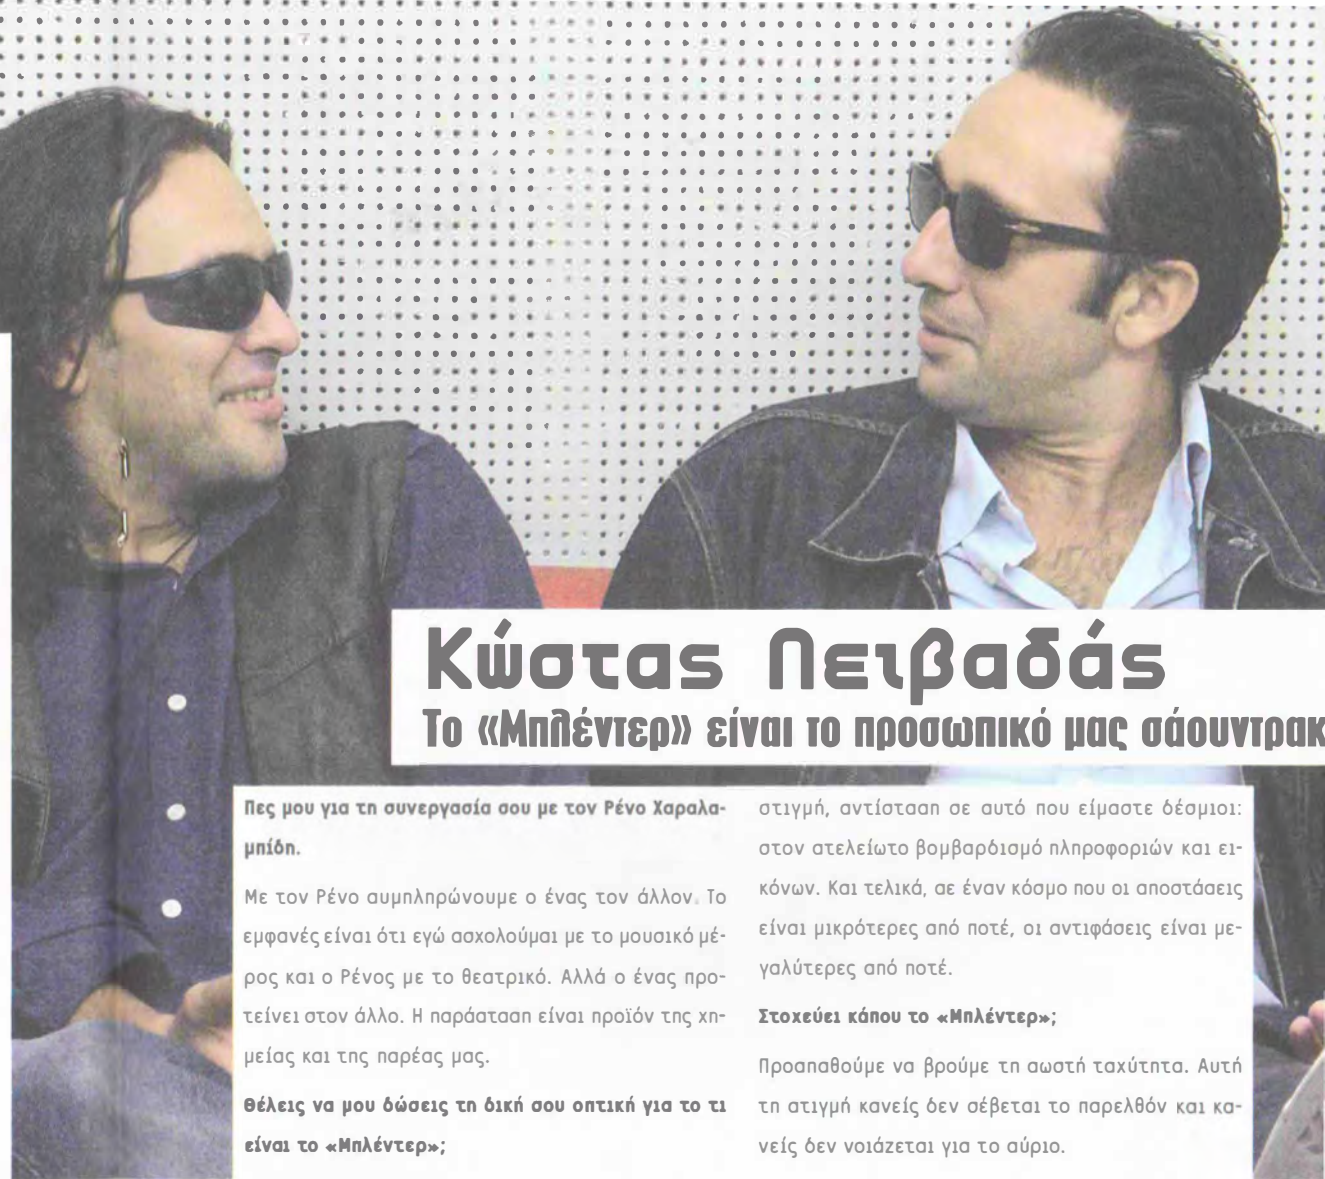 Κώστας Λειβαδάς
Το «Μπλέντερ» είναι το προσωπικό μας σάουντρακ
Πες μου για τη συνεργασία σου με τον Ρένο Χαραλα-
μπίδη.
Με τον Ρένο συμπληρώνουμε ο ένας τον άλλον. Το
εμφανές είναι ότι εγώ ασχολούμαι με το μουσικό μέ-
ρος και ο Ρένος με το θεατρικό. Αλλά ο ένας προ-
τείνει στον άλλο. Η παράσταση είναι προϊόν της χη-
μείας και της παρέας μας.
Θέλεις να μου δώσεις τη δική σου οπτική για το τι
είναι το «Μπλέντερ»;
στιγμή, αντίσταση σε αυτό που είμαστε δέσμιοι:
στον ατελείωτο βομβαρδισμό πληροφοριών και ει-
κόνων. Και τελικά, σε έναν κόσμο που οι αποστάσεις
είναι μικρότερες από ποτέ, οι αντιφάσεις είναι με-
γαλύτερες από ποτέ.
Στοχεύει κάπου το «Μπλέντερ»;
Προσπαθούμε να βρούμε τη σωστή ταχύτητα. Αυτή
τη στιγμή κανείς δεν σέβεται το παρελθόν και κα-
νείς δεν νοιάζεται για το αύριο.